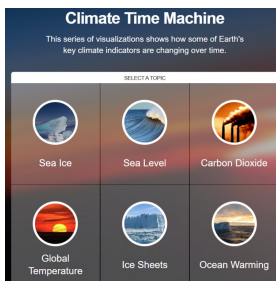 Climate Time Machine
This series of visualizations shows how some of Earth's
key climate indicators are changing over time.
SELECT A TOPIC
Sea Ice
Sea Level
Carbon Dioxide
Global
Temperature
Ice Sheets
Ocean Warming